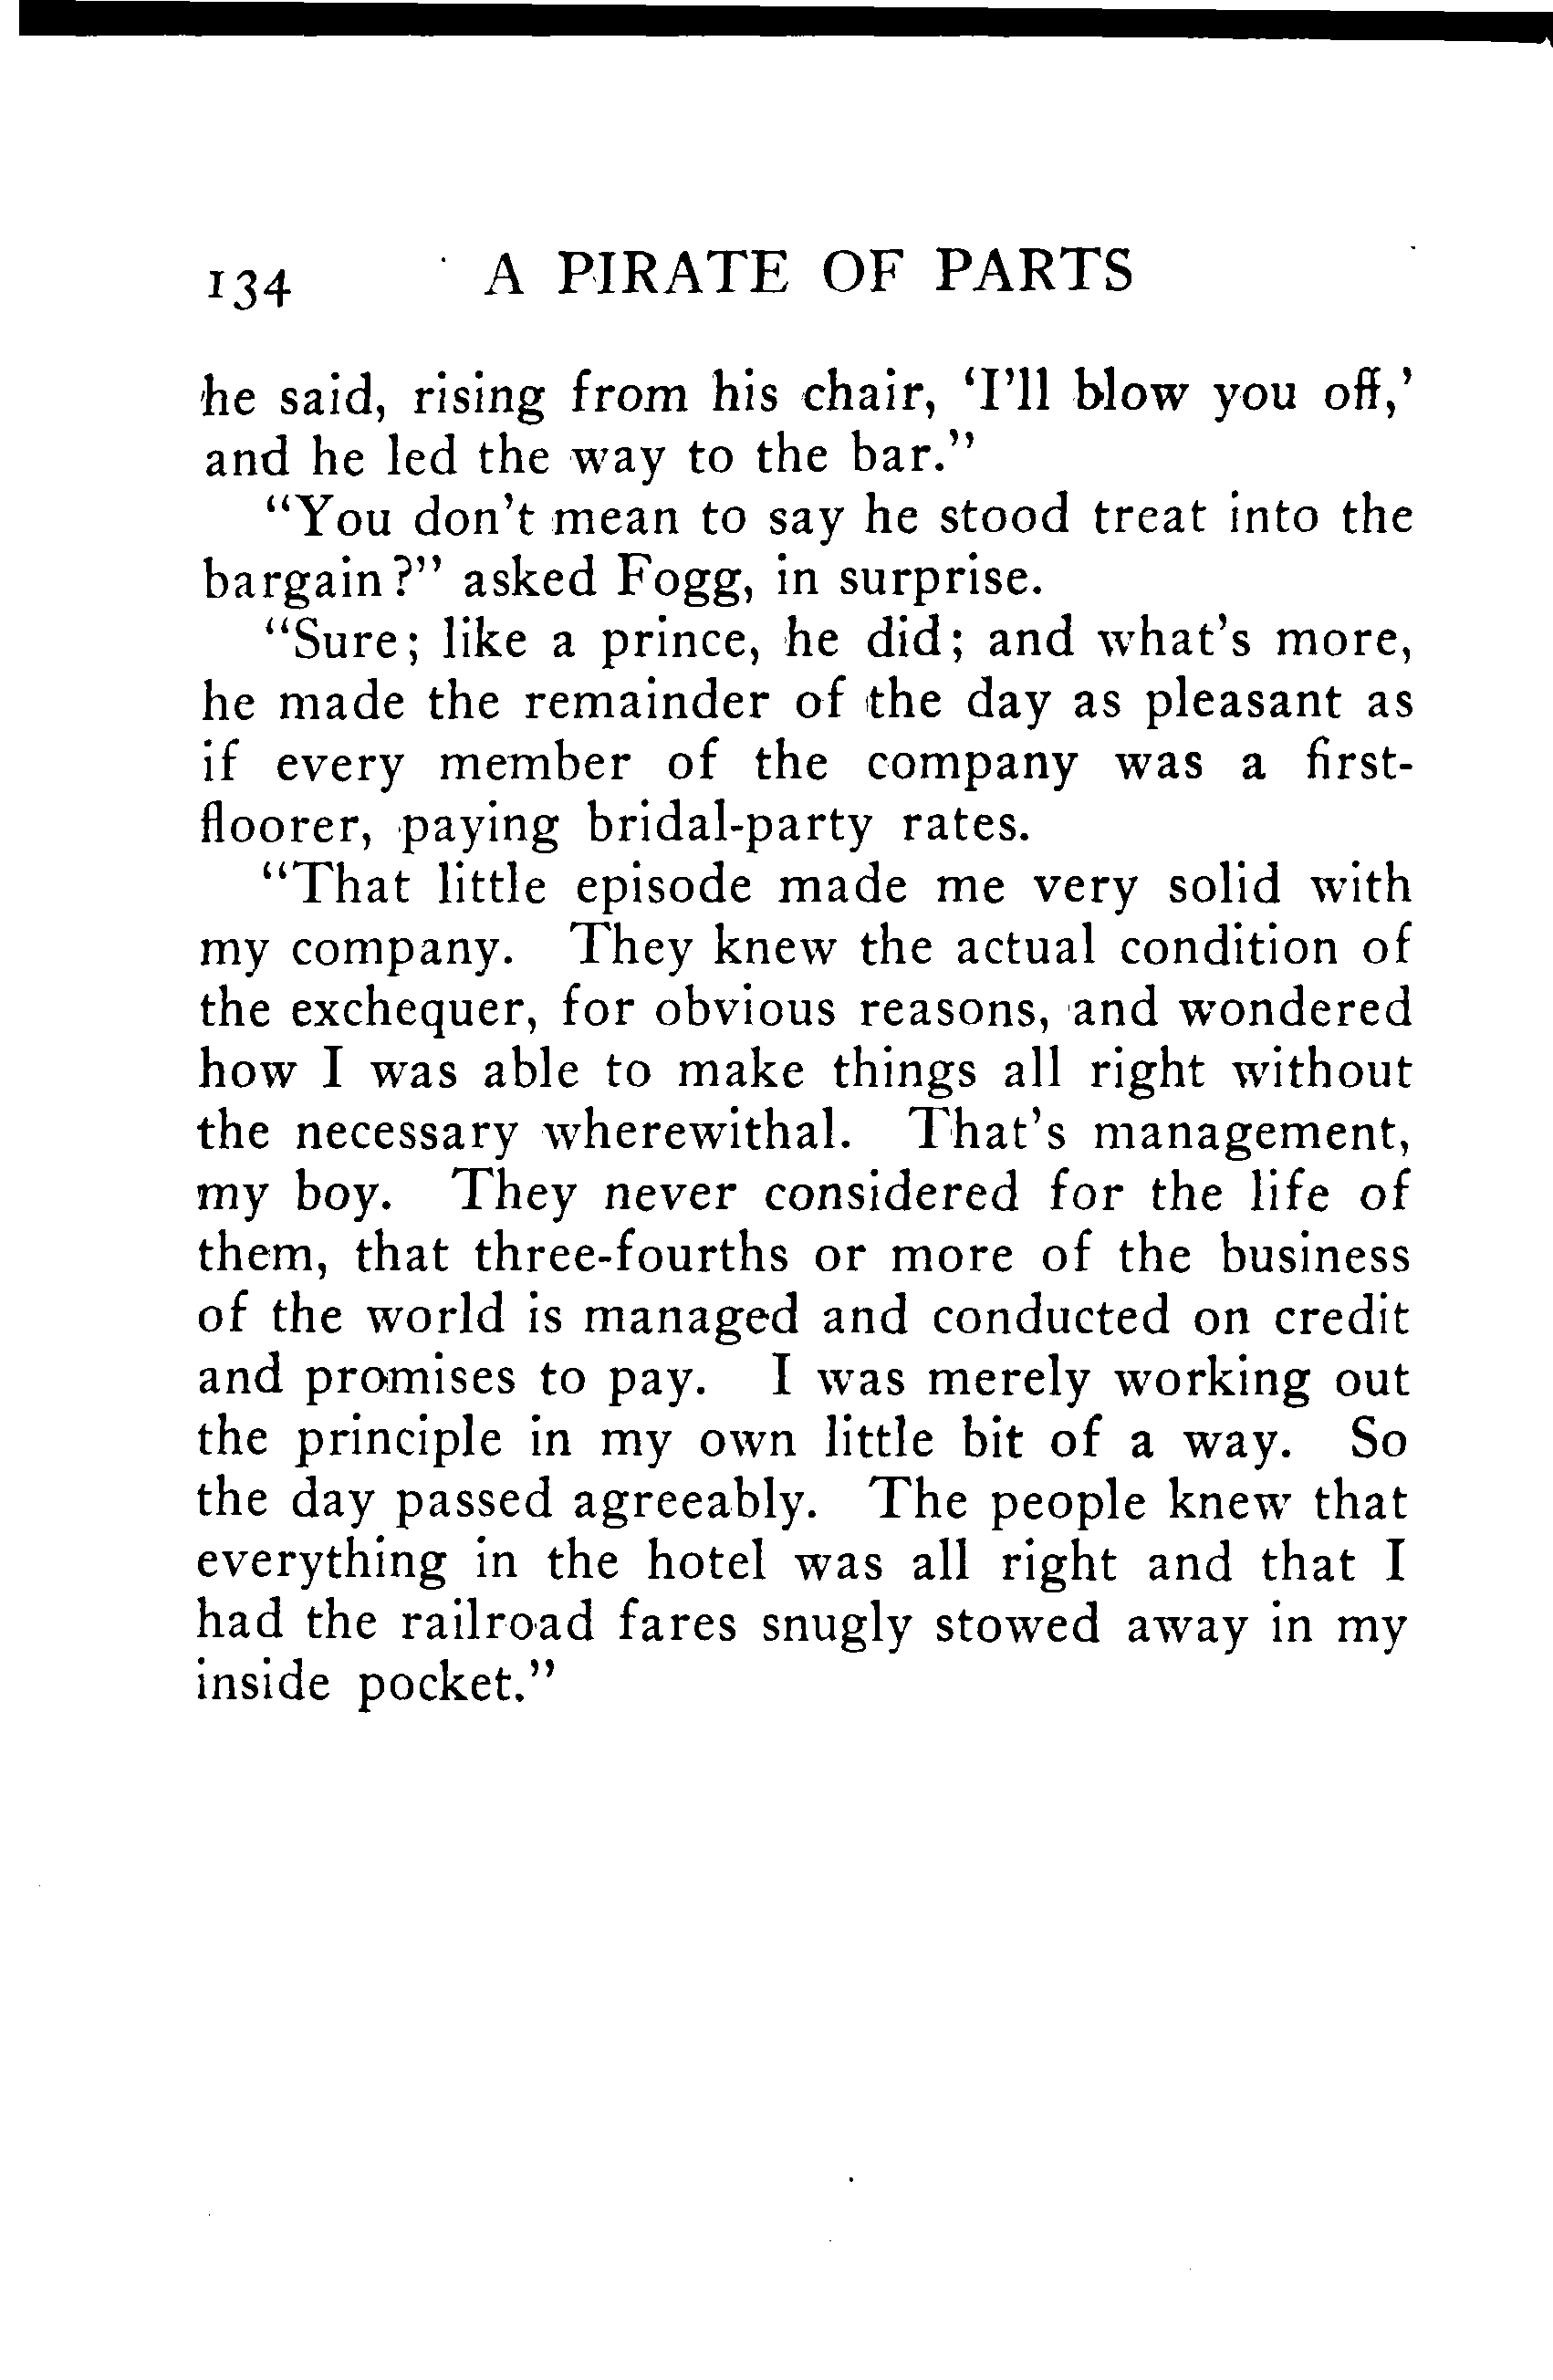 134 A PIRATE OF PARTS
he said, rising from his chair, ‘I’ll blow you off,’
and he led the way to the bar.”
“You don’t mean to say he stood treat into the
bargain?” asked Fogg, in surprise.
“Sure; like a prince, he did; and what’s more,
he made the remainder of the day as pleasant as
if every member of the company was a first-
floorer, paying bridal-party rates.
“That little episode made me very solid with
my company. They knew the actual condition of
the exchequer, for obvious reasons, and wondered
how I was able to make things all right without
the necessary wherewithal. That’s management,
my boy. They never considered for the life of
them, that three-fourths or more of the business
of the world is managed and conducted on credit
and promises to pay. I was merely working out
the principle in my own little bit of a way. So
the day passed agreeably. The people knew that
everything in the hotel was all right and that I
had the railroad fares snugly stowed away in my
inside pocket.”